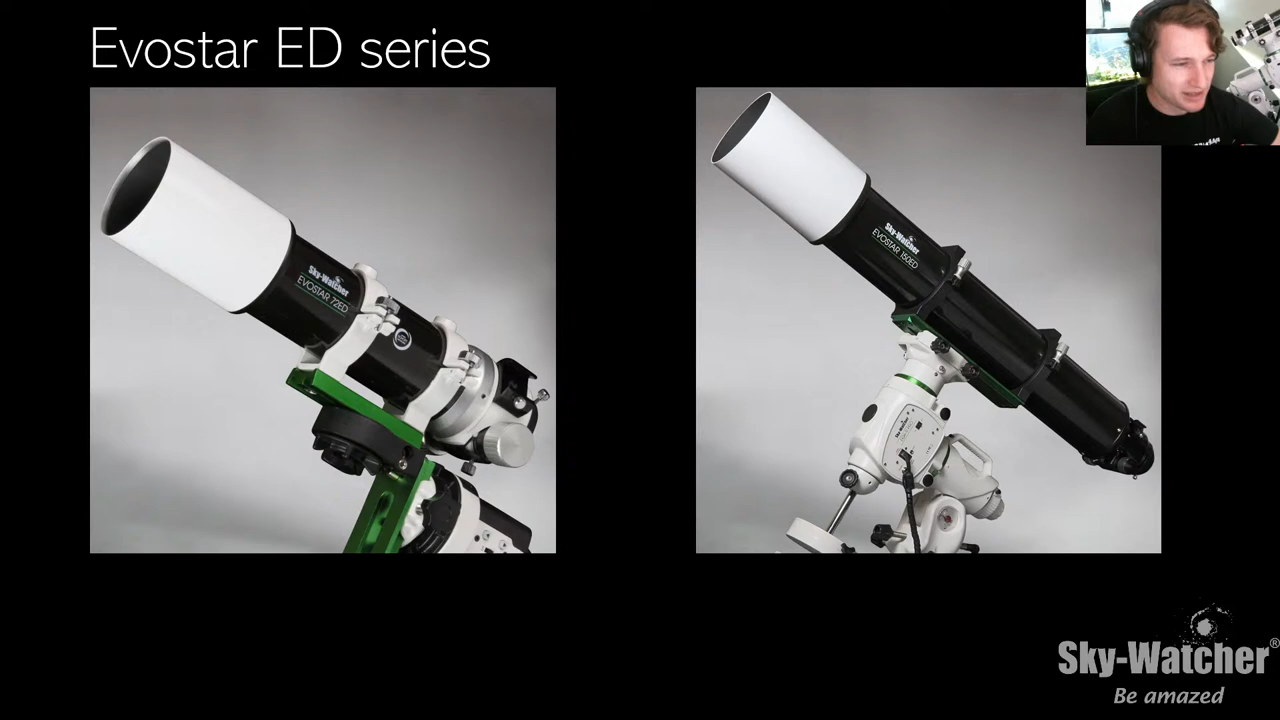 Evostar ED series
Sky-Watcher
EVOSTAR 72ED
Sky-Watcher
EVOSTAR 150ED
Sky-Watcher®
Be amazed